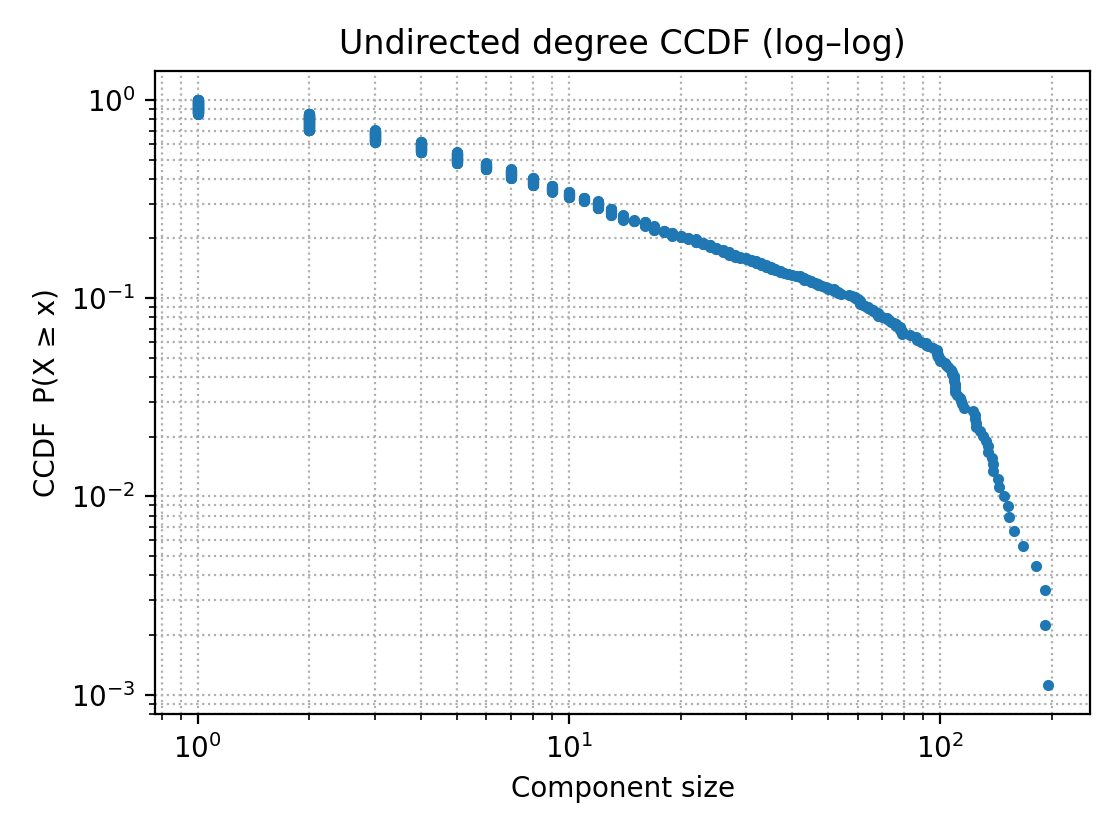 Undirected degree CCDF (log–log)
CCDF  P(X ≥ x)
10⁰
10⁻¹
10⁻²
10⁻³
10⁰ 10¹ 10²
Component size